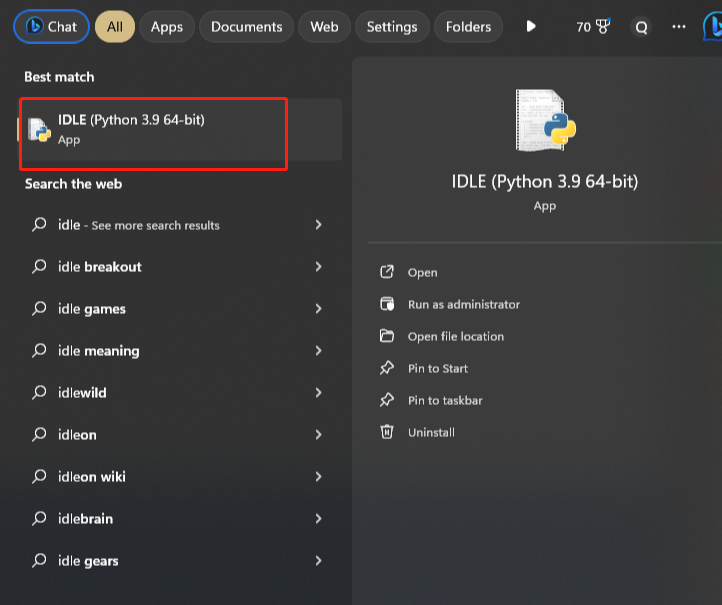 Chat All Apps Documents Web Settings Folders 70 Q
Best match
IDLE (Python 3.9 64-bit)
App
Search the web
idle - See more search results
idle breakout
idle games
idle meaning
idlewild
idleon
idleon wiki
idlebrain
idle gears
IDLE (Python 3.9 64-bit)
App
Open
Run as administrator
Open file location
Pin to Start
Pin to taskbar
Uninstall